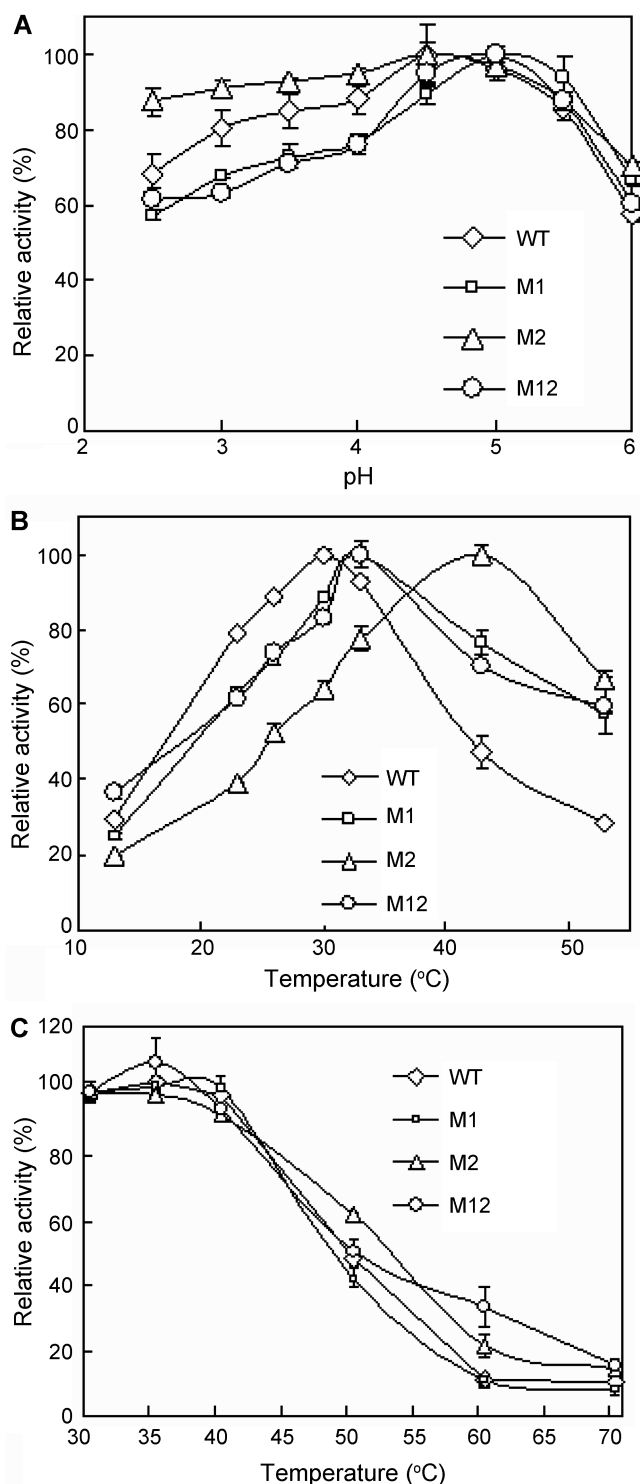 A
100
80
60
40
20
0
Relative activity (%)
WT
M1
M2
M12
2 3 4 5 6
pH
B
100
80
60
40
20
0
Relative activity (%)
WT
M1
M2
M12
10 20 30 40 50
Temperature (°C)
C
120
100
80
60
40
20
0
Relative activity (%)
WT
M1
M2
M12
30 35 40 45 50 55 60 65 70
Temperature (°C)